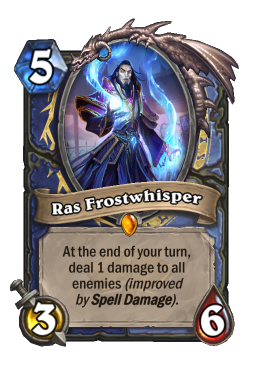 5
Ras Frostwhisper
At the end of your turn,
deal 1 damage to all
enemies (improved
by Spell Damage).
3
6